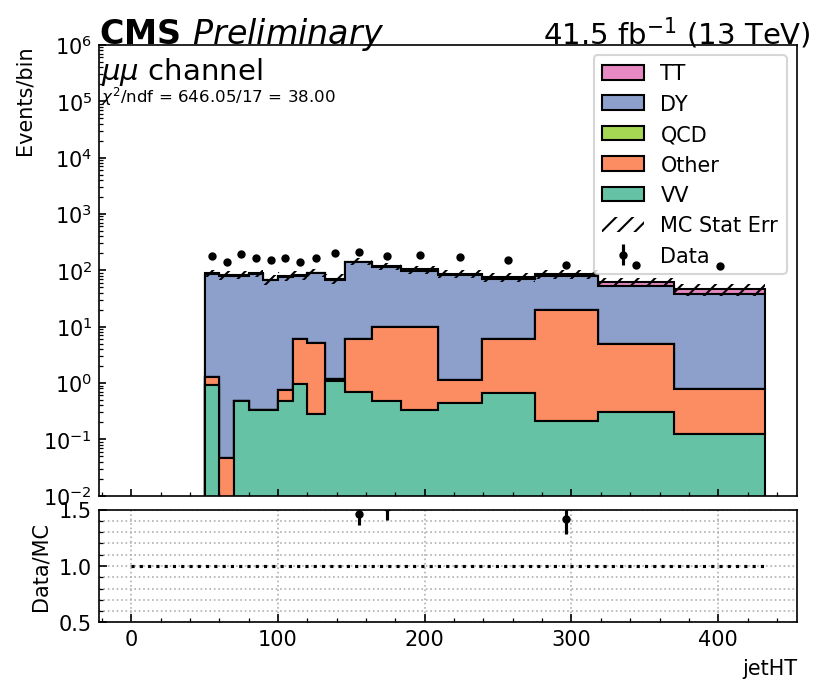 CMS Preliminary 41.5 fb⁻¹ (13 TeV)
μμ channel
χ²/ndf = 646.05/17 = 38.00
Events/bin
10⁶
10⁵
10⁴
10³
10²
10¹
10⁰
10⁻¹
10⁻²
TT
DY
QCD
Other
VV
MC Stat Err
Data
Data/MC
1.5
1.0
0.5
0 100 200 300 400
jetHT